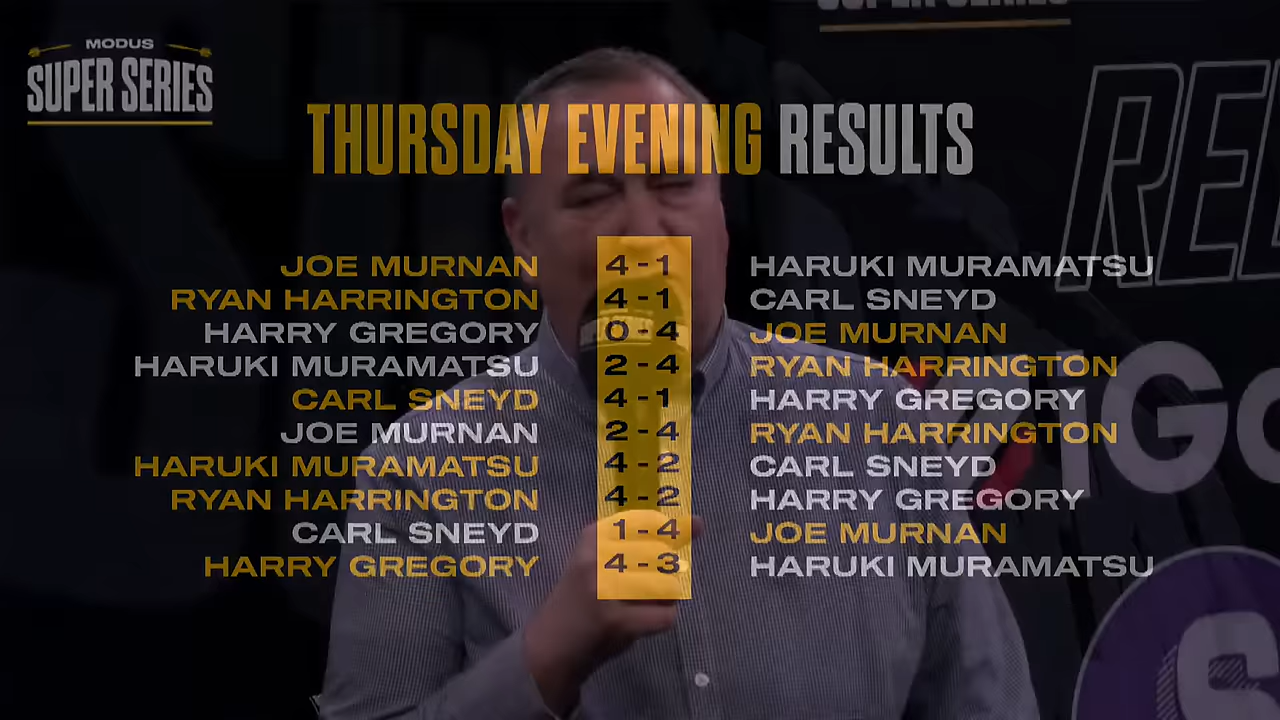 MODUS
SUPER SERIES
THURSDAY EVENING RESULTS
JOE MURNAN 4 - 1 HARUKI MURAMATSU
RYAN HARRINGTON 4 - 1 CARL SNEYD
HARRY GREGORY 0 - 4 JOE MURNAN
HARUKI MURAMATSU 2 - 4 RYAN HARRINGTON
CARL SNEYD 4 - 1 HARRY GREGORY
JOE MURNAN 2 - 4 RYAN HARRINGTON
HARUKI MURAMATSU 4 - 2 CARL SNEYD
RYAN HARRINGTON 4 - 2 HARRY GREGORY
CARL SNEYD 1 - 4 JOE MURNAN
HARRY GREGORY 4 - 3 HARUKI MURAMATSU